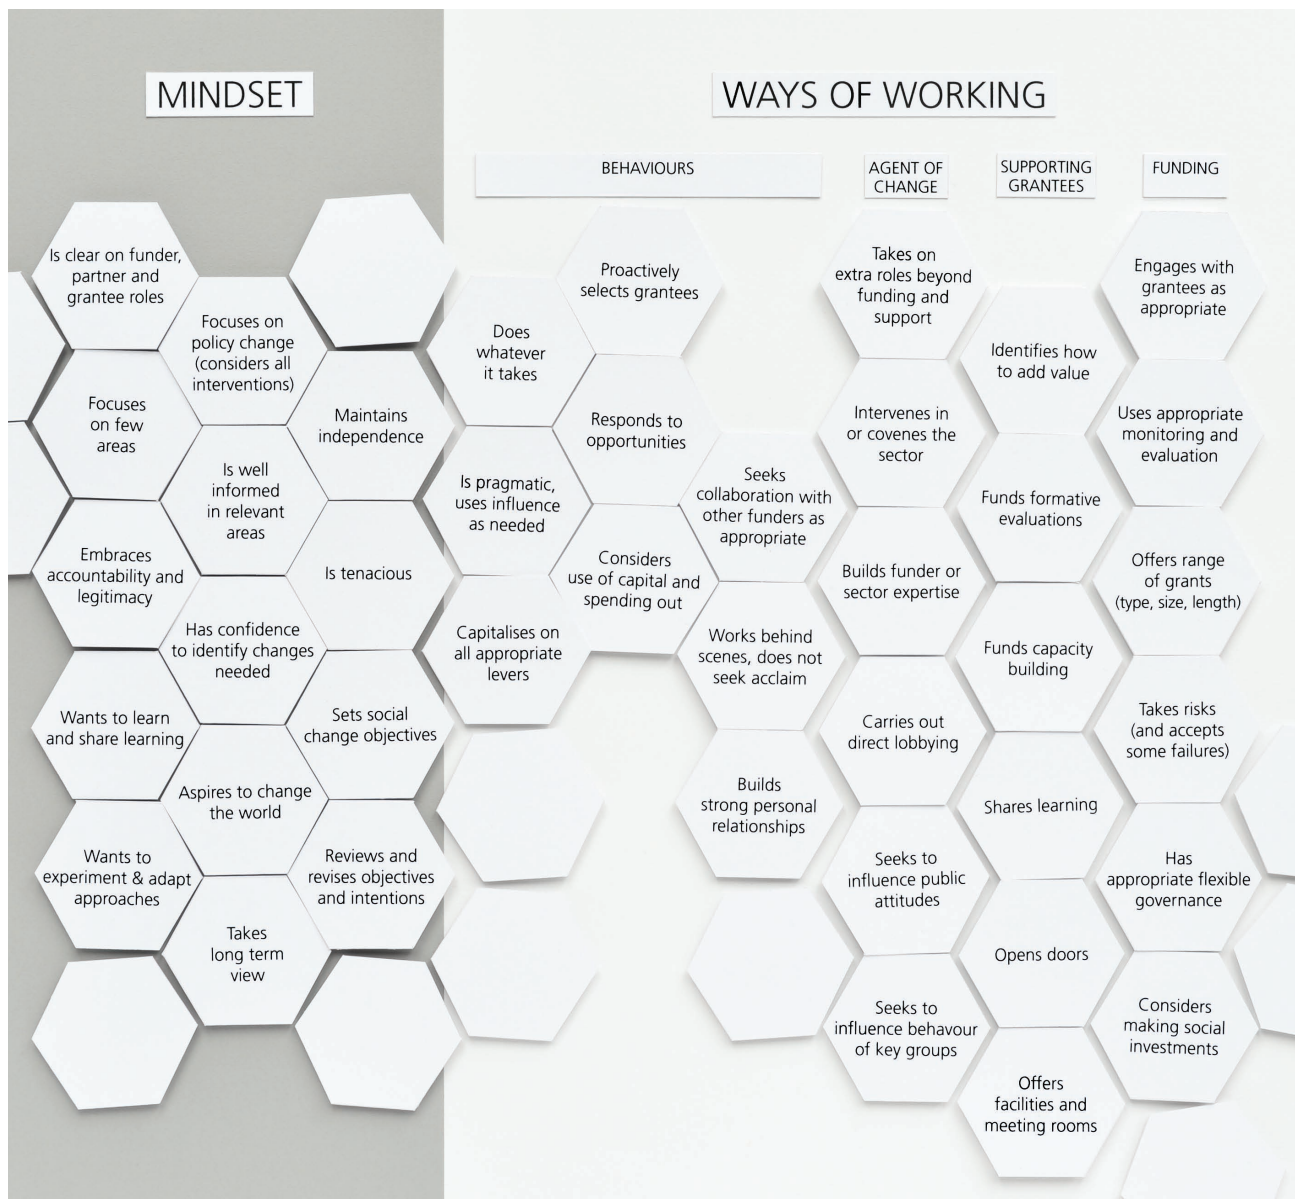 MINDSET
Is clear on funder,
partner and
grantee roles
Focuses
on few
areas
Embraces
accountability and
legitimacy
Wants to learn
and share learning
Wants to
experiment & adapt
approaches
Focuses on
policy change
(considers all
interventions)
Is well
informed
in relevant
areas
Has confidence
to identify changes
needed
Aspires to change
the world
Takes
long term
view
Maintains
independence
Is tenacious
Sets social
change objectives
Reviews and
revises objectives
and intentions
WAYS OF WORKING
BEHAVIOURS
Does
whatever
it takes
Is pragmatic,
uses influence
as needed
Capitalises on
all appropriate
levers
Proactively
selects grantees
Responds to
opportunities
Considers
use of capital and
spending out
Seeks
collaboration with
other funders as
appropriate
Works behind
scenes, does not
seek acclaim
Builds
strong personal
relationships
AGENT OF
CHANGE
Takes on
extra roles beyond
funding and
support
Intervenes in
or covenes the
sector
Builds funder or
sector expertise
Carries out
direct lobbying
Seeks to
influence public
attitudes
Seeks to
influence behavour
of key groups
SUPPORTING
GRANTEES
Identifies how
to add value
Funds formative
evaluations
Funds capacity
building
Shares learning
Opens doors
Offers
facilities and
meeting rooms
FUNDING
Engages with
grantees as
appropriate
Uses appropriate
monitoring and
evaluation
Offers range
of grants
(type, size, length)
Takes risks
(and accepts
some failures)
Has
appropriate flexible
governance
Considers
making social
investments